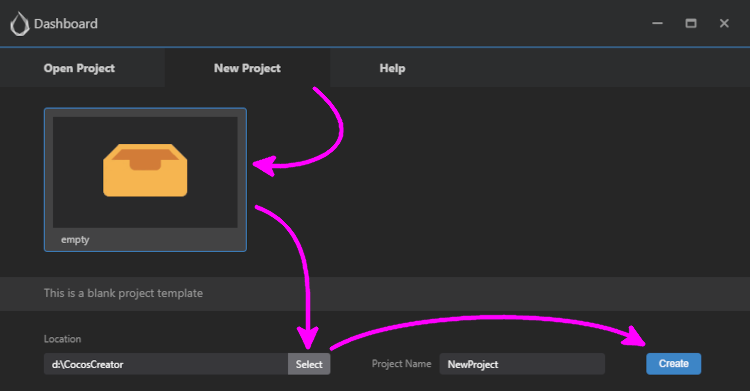 Dashboard
Open Project New Project Help
empty
This is a blank project template
Location
d:\CocosCreator Select Project Name NewProject Create